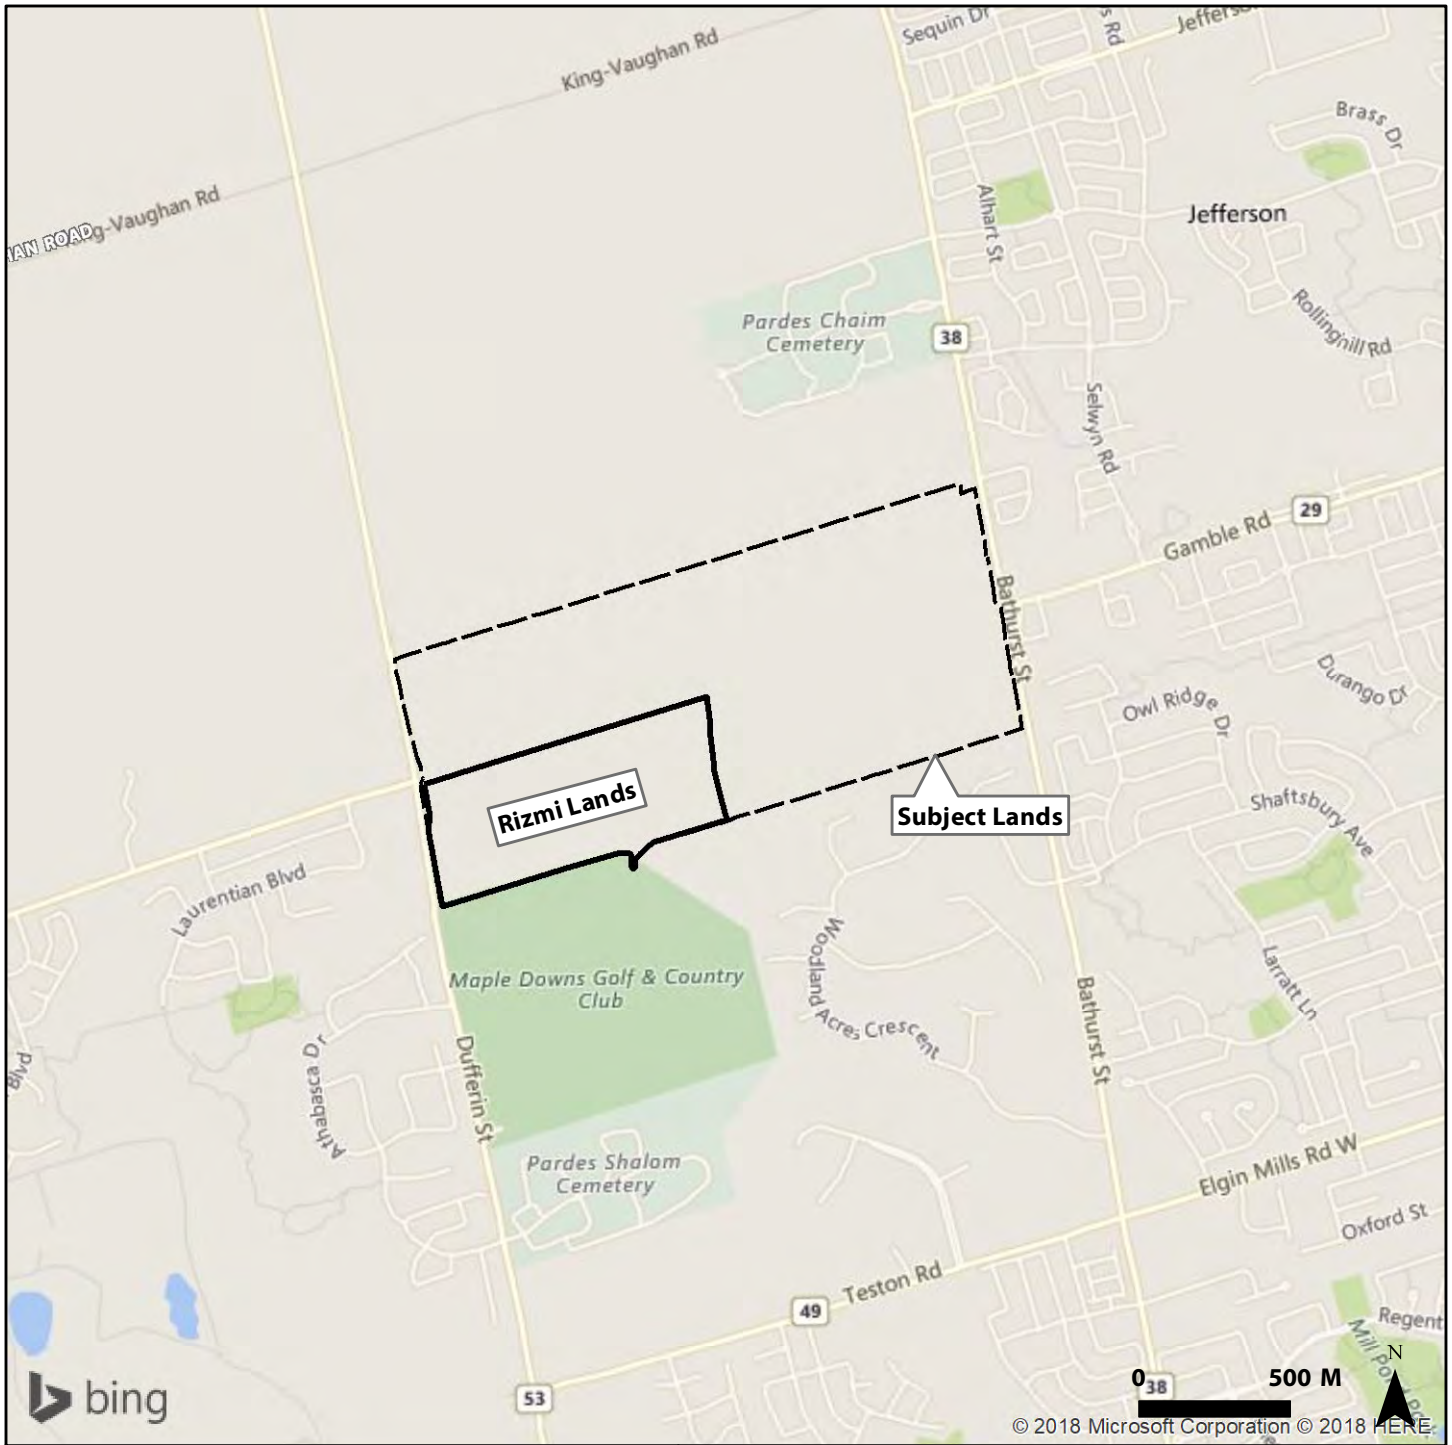 Sequin Dr
King-Vaughan Rd
HAN ROAD
g-Vaughan Rd
s Rd
Brass Dr
Alhart St
Jefferson
Pardes Chaim
Cemetery
38
Rollinghill Rd
Selwyn Rd
29
Gamble Rd
Bathurst St
Durango Dr
Owl Ridge Dr
Rizmi Lands
Subject Lands
Shaftsbury Ave
Laurentian Blvd
Woodland Acres Crescent
Larratt Ln
Maple Downs Golf & Country
Club
Bathurst St
Dufferin St
Athabasca Dr
Blvd
Pardes Shalom
Cemetery
Elgin Mills Rd W
Oxford St
Teston Rd
49
Regent
N
0 500 M
38
bing
53
© 2018 Microsoft Corporation © 2018 HERE